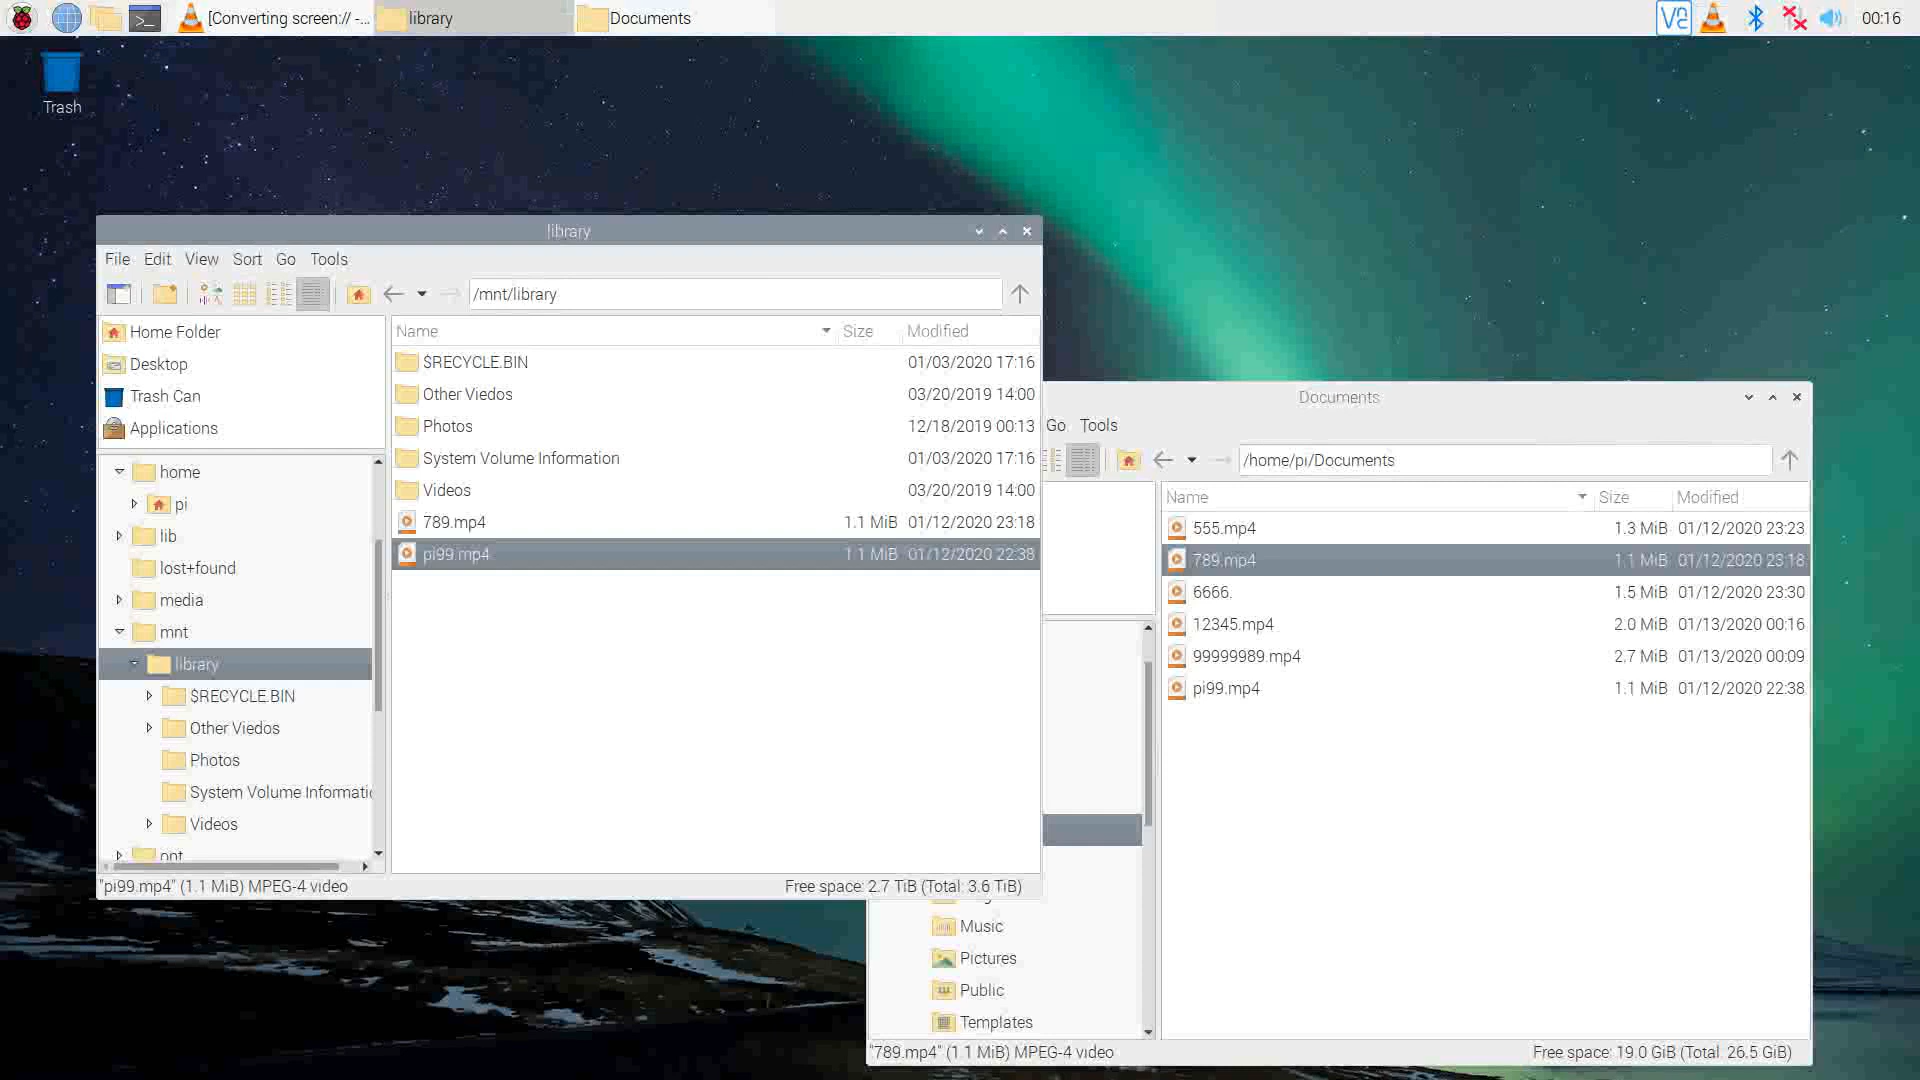 [Converting screen:// -...
library
Documents
00:16
Trash
library
File Edit View Sort Go Tools
/mnt/library
Home Folder
Desktop
Trash Can
Applications
home
pi
lib
lost+found
media
mnt
library
$RECYCLE.BIN
Other Viedos
Photos
System Volume Informatio
Videos
opt
Name Size Modified
$RECYCLE.BIN 01/03/2020 17:16
Other Viedos 03/20/2019 14:00
Photos 12/18/2019 00:13
System Volume Information 01/03/2020 17:16
Videos 03/20/2019 14:00
789.mp4 1.1 MiB 01/12/2020 23:18
pi99.mp4 1.1 MiB 01/12/2020 22:38
"pi99.mp4" (1.1 MiB) MPEG-4 video Free space: 2.7 TiB (Total: 3.6 TiB)
Documents
Go Tools
/home/pi/Documents
Name Size Modified
555.mp4 1.3 MiB 01/12/2020 23:23
789.mp4 1.1 MiB 01/12/2020 23:18
6666. 1.5 MiB 01/12/2020 23:30
12345.mp4 2.0 MiB 01/13/2020 00:16
99999989.mp4 2.7 MiB 01/13/2020 00:09
pi99.mp4 1.1 MiB 01/12/2020 22:38
Music
Pictures
Public
Templates
"789.mp4" (1.1 MiB) MPEG-4 video Free space: 19.0 GiB (Total: 26.5 GiB)